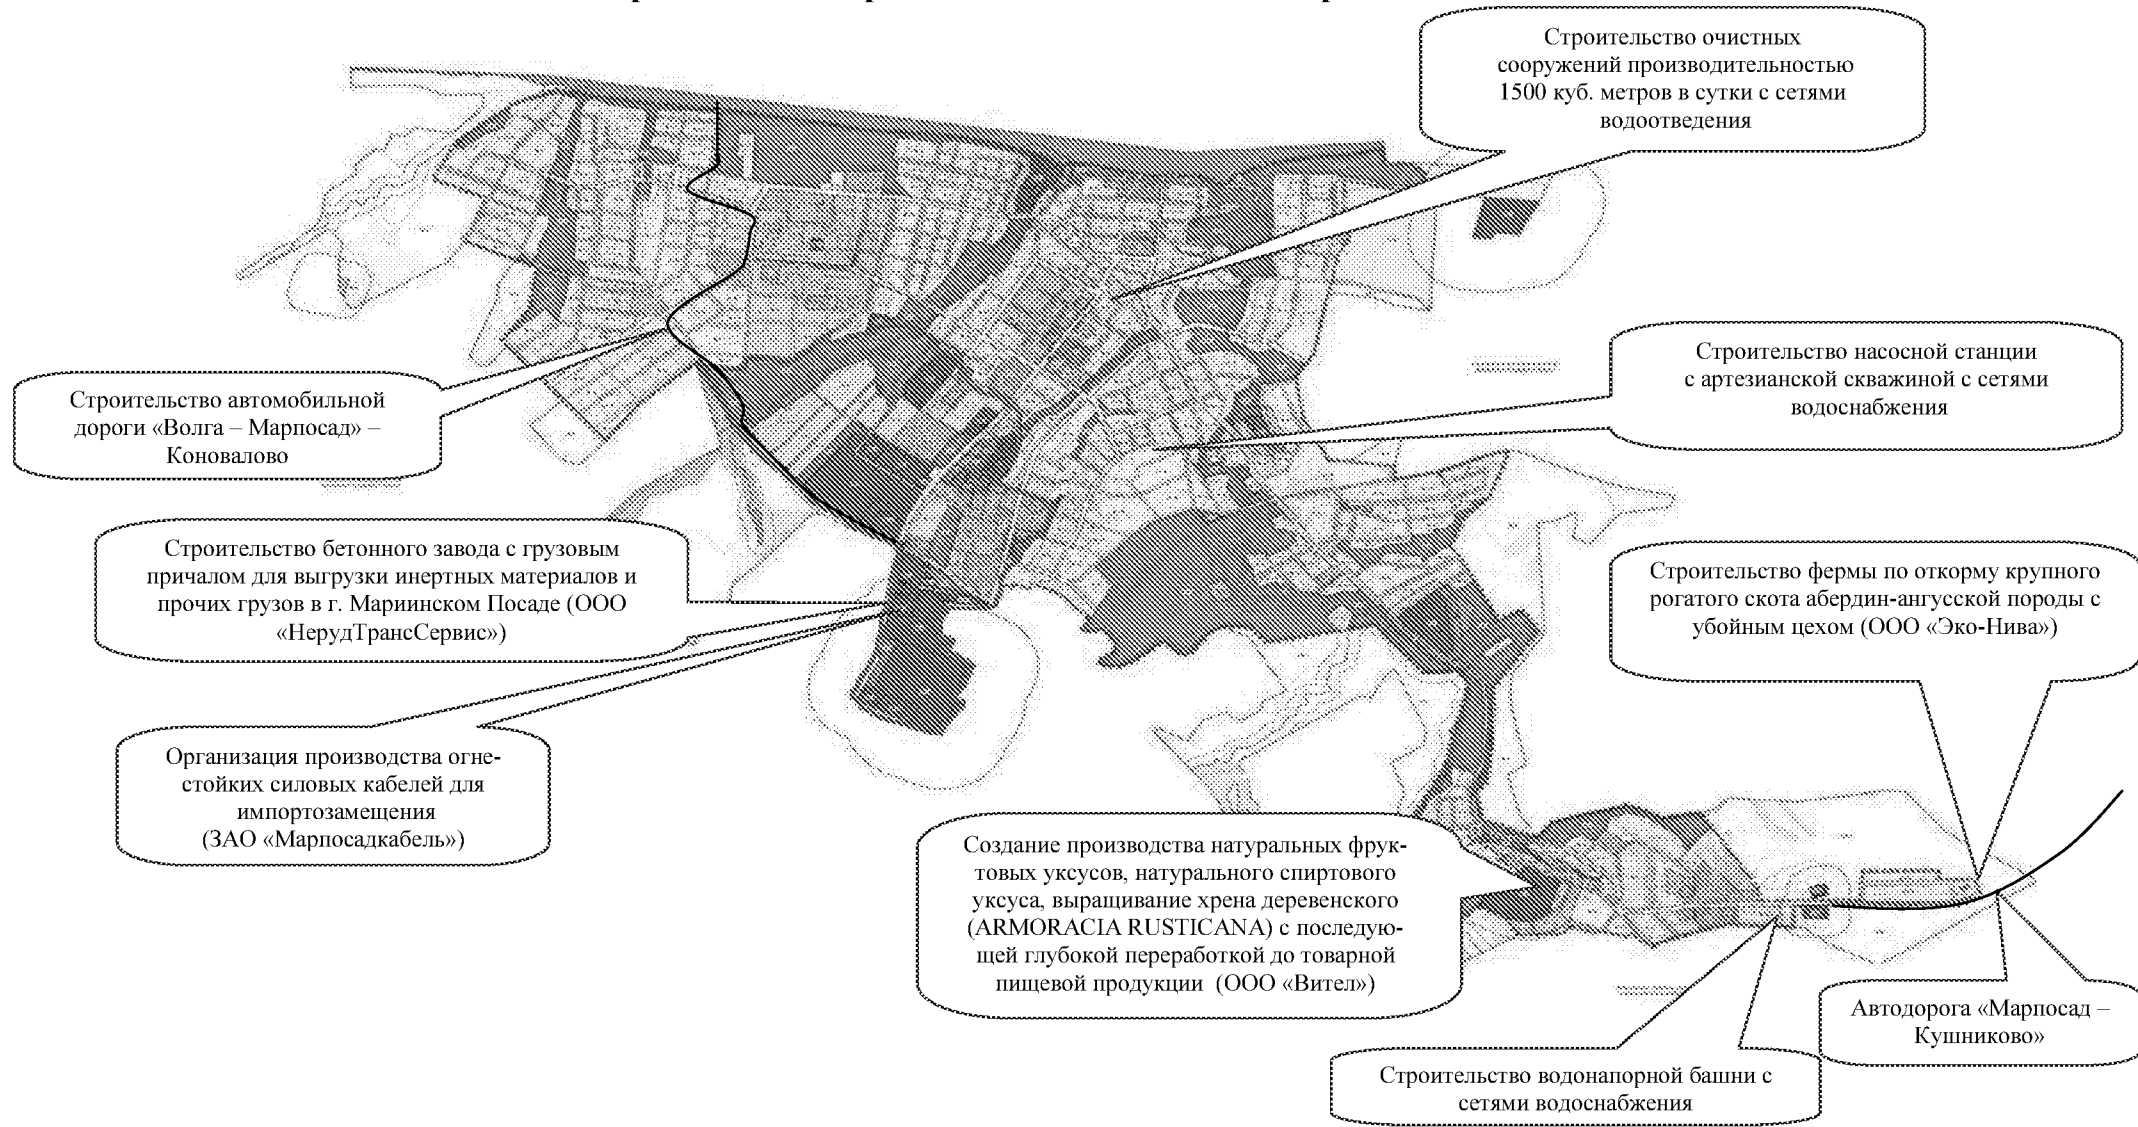 Строительство очистных
сооружений производительностью
1500 куб. метров в сутки с сетями
водоотведения
Строительство насосной станции
с артезианской скважиной с сетями
водоснабжения
Строительство автомобильной
дороги «Волга – Марпосад» –
Коновалово
Строительство бетонного завода с грузовым
причалом для выгрузки инертных материалов и
прочих грузов в г. Мариинском Посаде (ООО
«НерудТрансСервис»)
Строительство фермы по откорму крупного
рогатого скота абердин-ангусской породы с
убойным цехом (ООО «Эко-Нива»)
Организация производства огне-
стойких силовых кабелей для
импортозамещения
(ЗАО «Марпосадкабель»)
Создание производства натуральных фрук-
товых уксусов, натурального спиртового
уксуса, выращивание хрена деревенского
(ARMORACIA RUSTICANA) с последую-
щей глубокой переработкой до товарной
пищевой продукции (ООО «Вител»)
Автодорога «Марпосад –
Кушниково»
Строительство водонапорной башни с
сетями водоснабжения